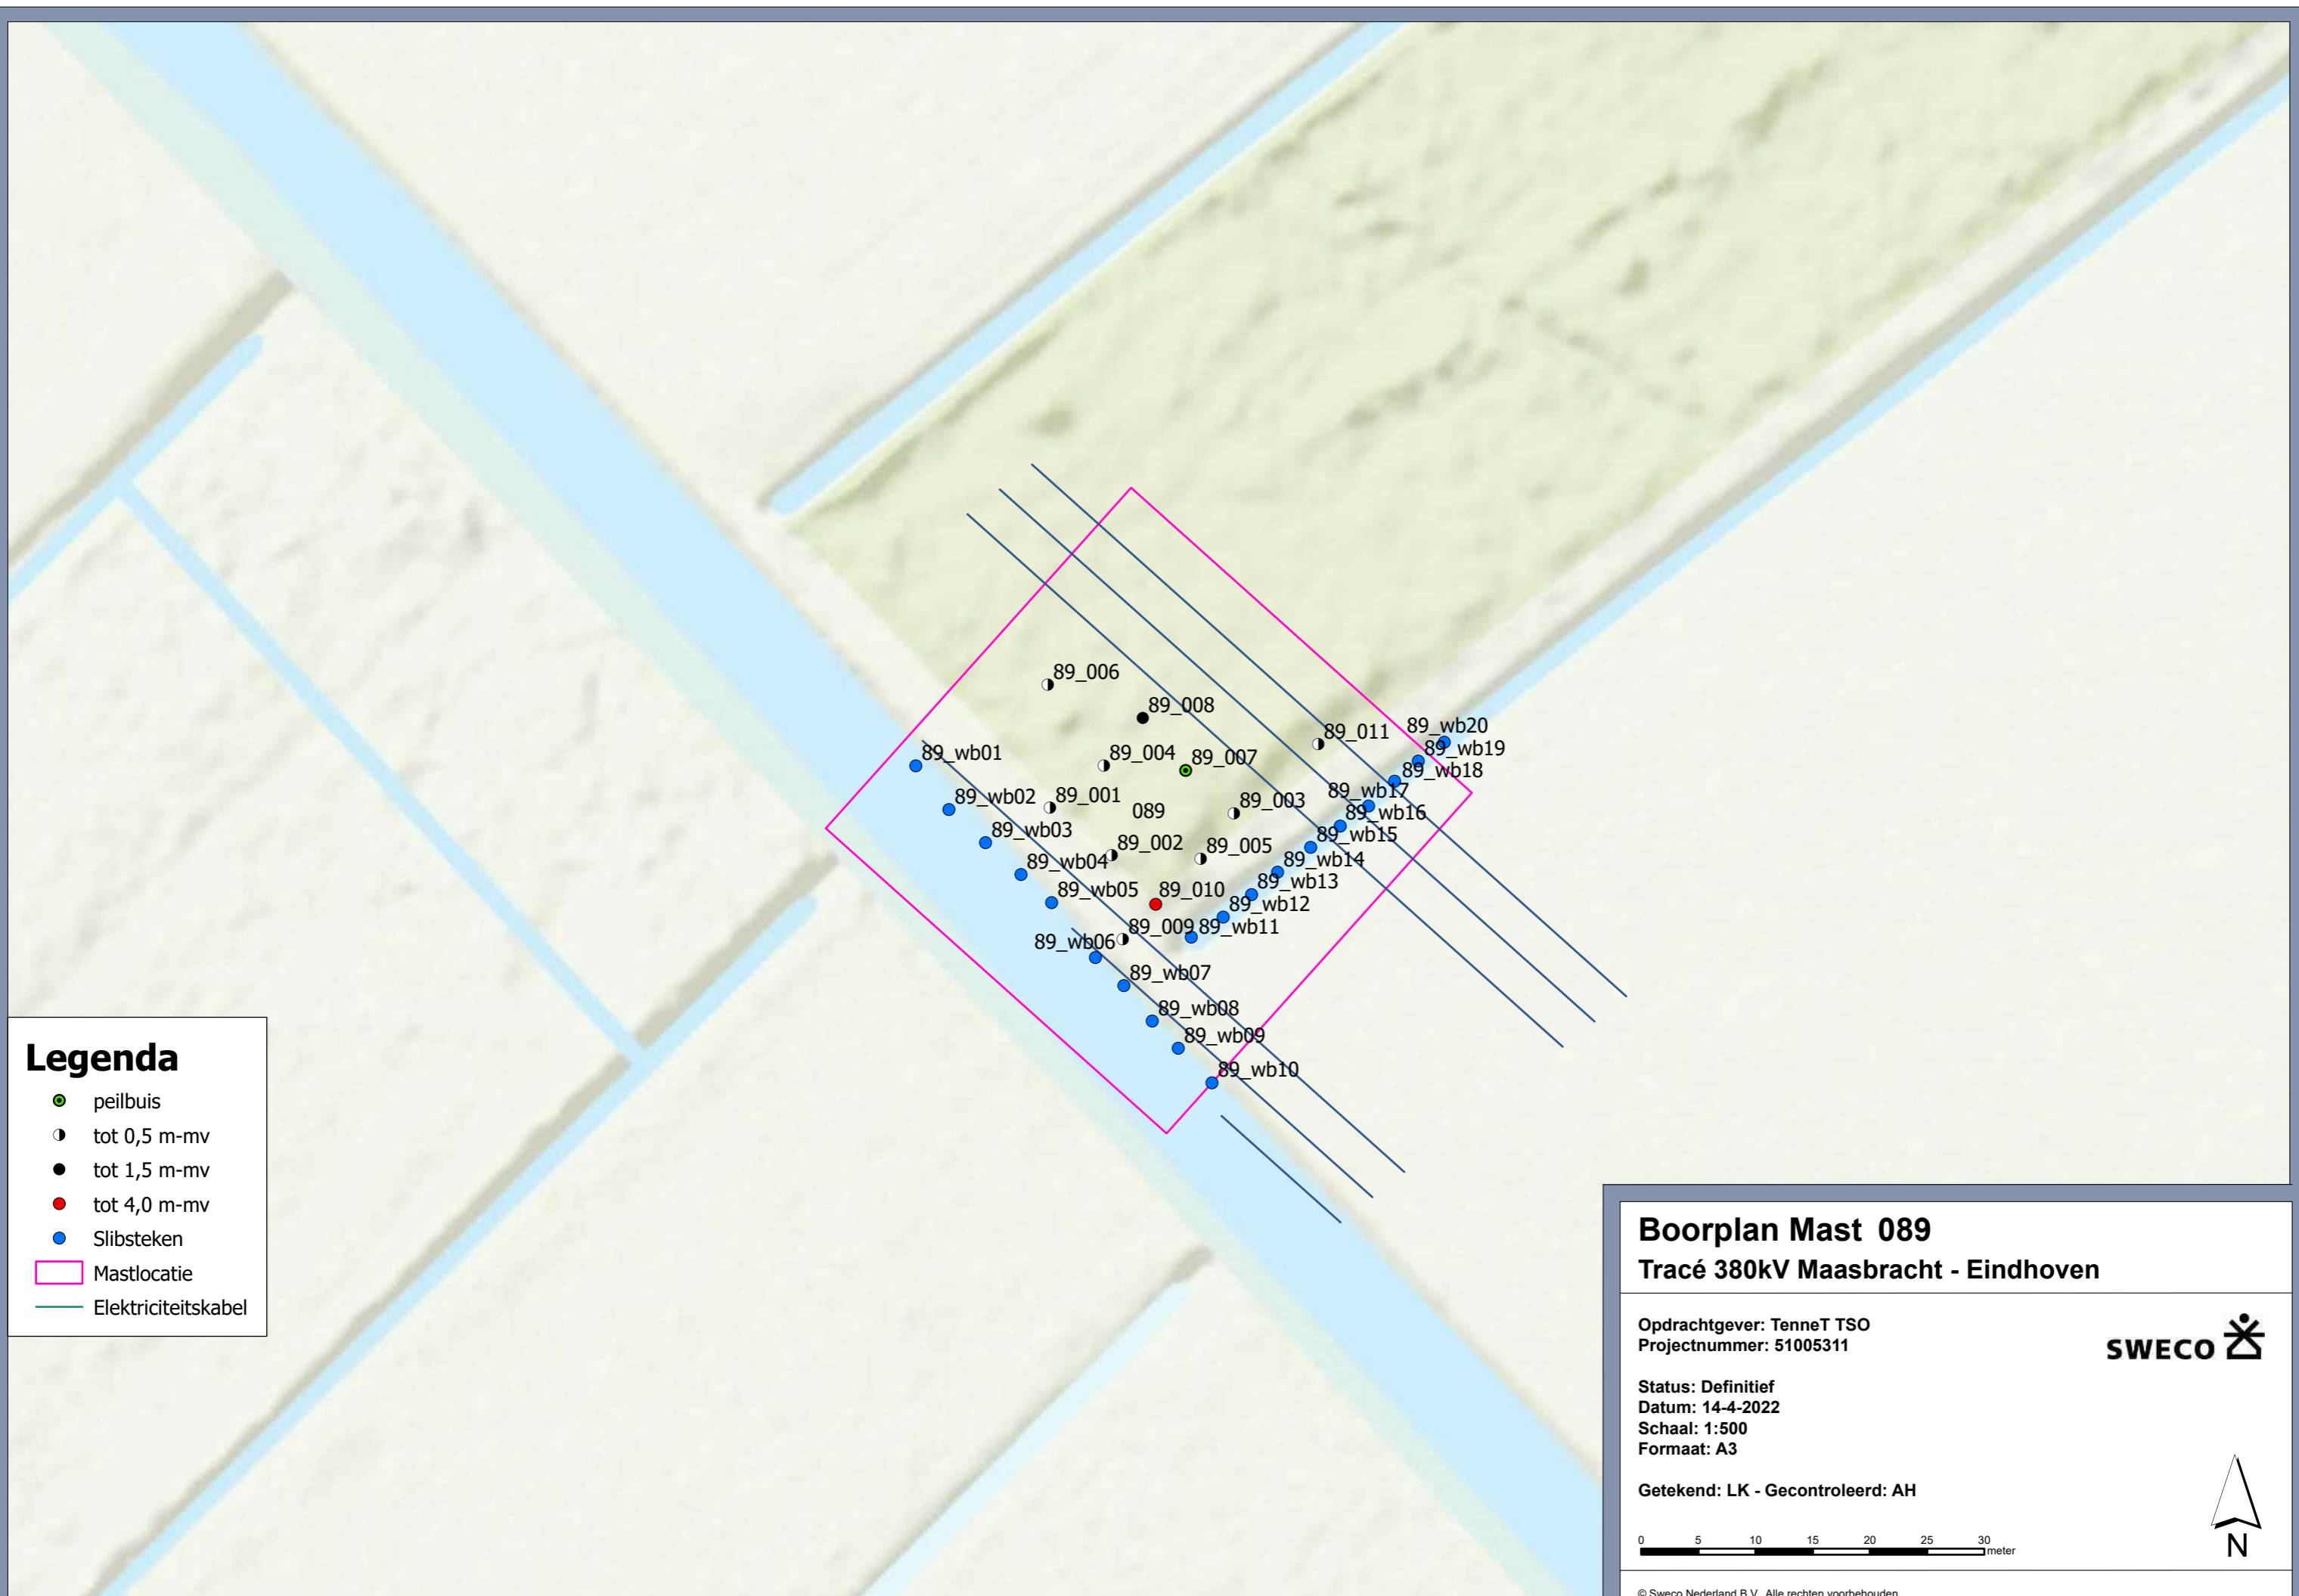 89_006
89_008
89_011
89_wb20
89_wb19
89_wb18
89_wb17
89_wb16
89_wb15
89_wb14
89_wb13
89_wb12
89_wb11
89_wb01
89_004
89_007
89_wb02
89_001
089
89_003
89_wb03
89_002
89_005
89_wb04
89_wb05
89_010
89_009
89_wb06
89_wb07
89_wb08
89_wb09
89_wb10
Legenda
peilbuis
tot 0,5 m-mv
tot 1,5 m-mv
tot 4,0 m-mv
Slibsteken
Mastlocatie
Elektriciteitskabel
Boorplan Mast 089
Tracé 380kV Maasbracht - Eindhoven
Opdrachtgever: TenneT TSO
Projectnummer: 51005311
SWECO
Status: Definitief
Datum: 14-4-2022
Schaal: 1:500
Formaat: A3
Getekend: LK - Gecontroleerd: AH
0 5 10 15 20 25 30
meter
N
© Sweco Nederland B.V. Alle rechten voorbehouden